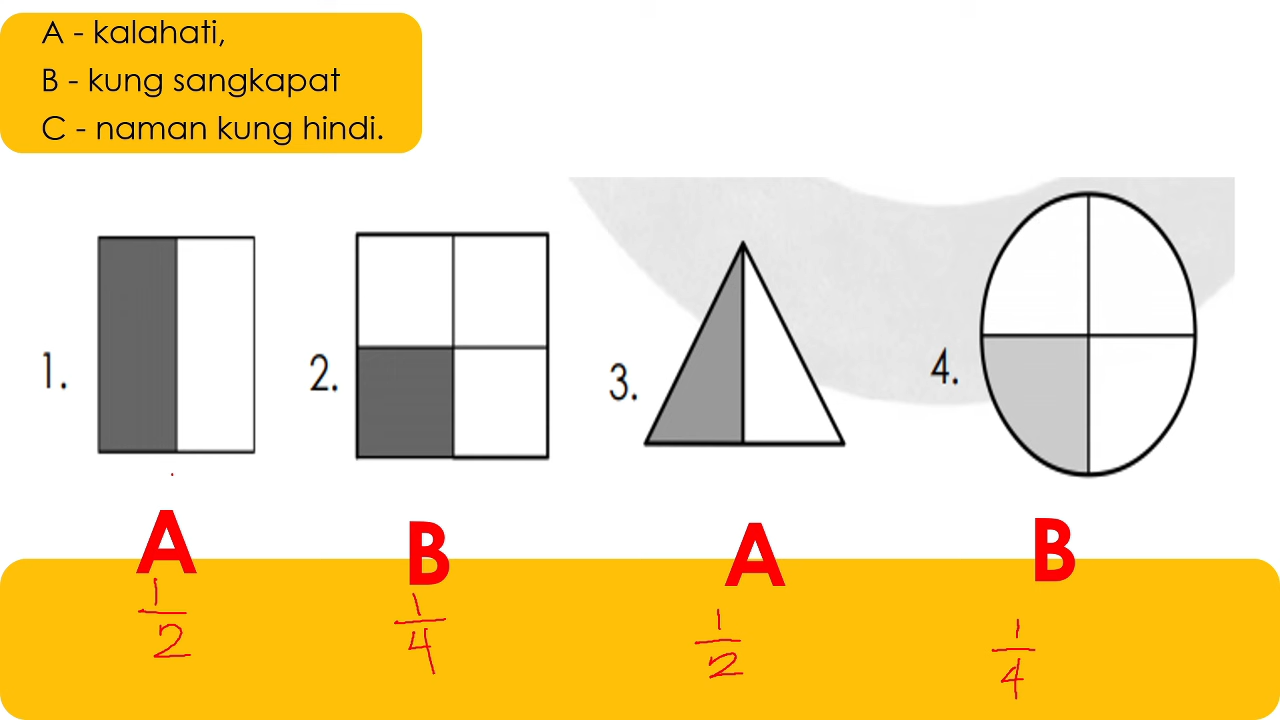 A - kalahati,
B - kung sangkapat
C - naman kung hindi.
1.
2.
3.
4.
A
B
A
B
1/2
1/4
1/2
1/4